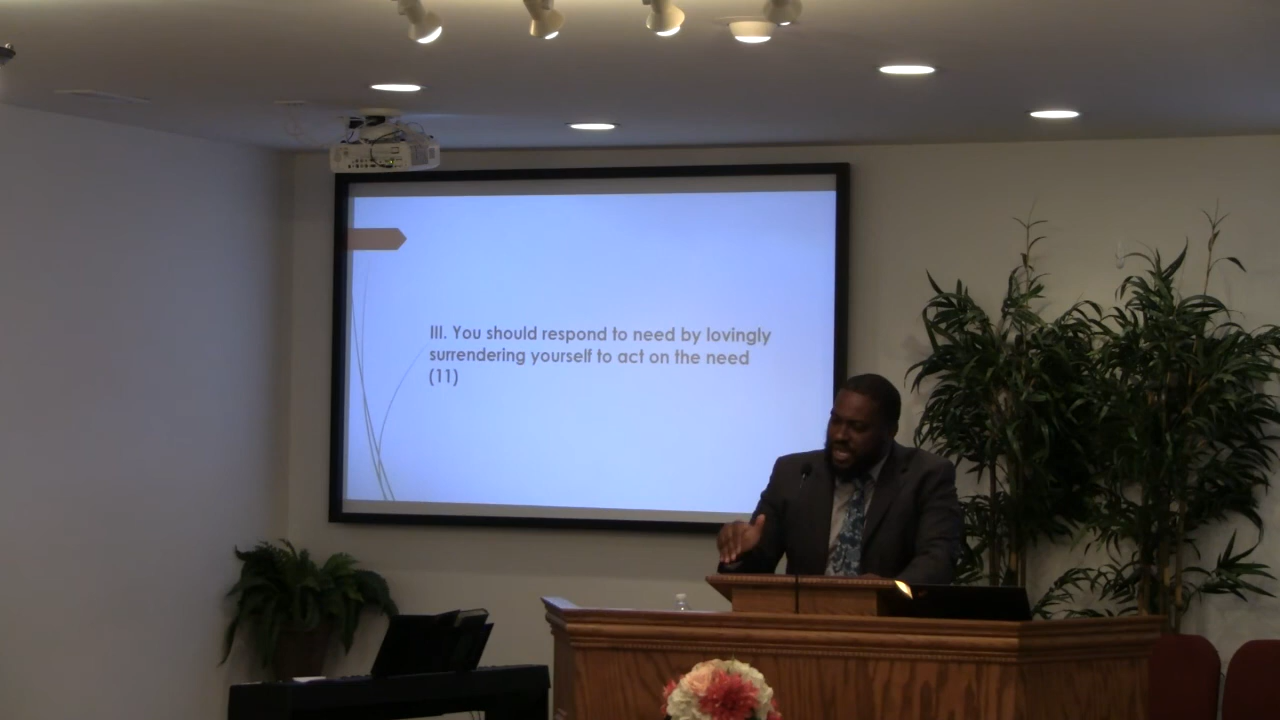 III. You should respond to need by lovingly
surrendering yourself to act on the need
(11)